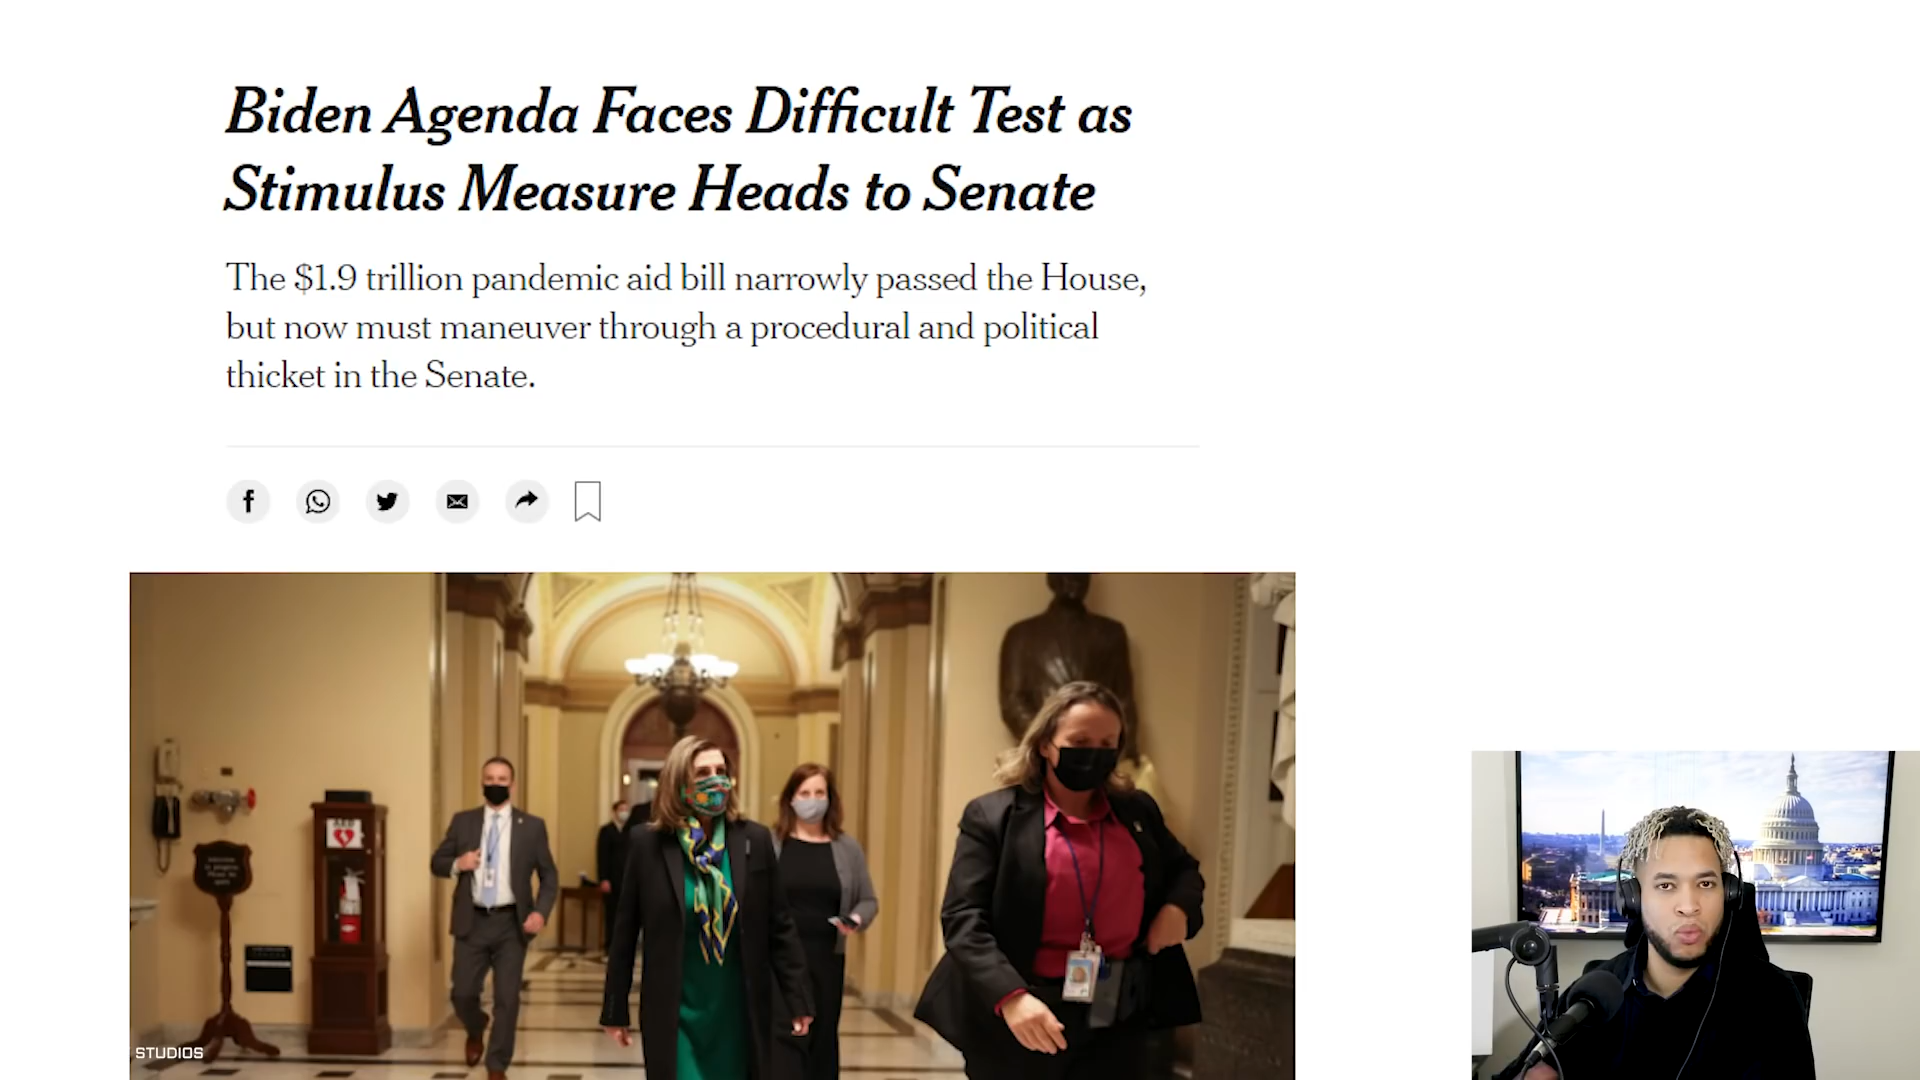 Biden Agenda Faces Difficult Test as
Stimulus Measure Heads to Senate
The $1.9 trillion pandemic aid bill narrowly passed the House,
but now must maneuver through a procedural and political
thicket in the Senate.
AED
STUDIOS